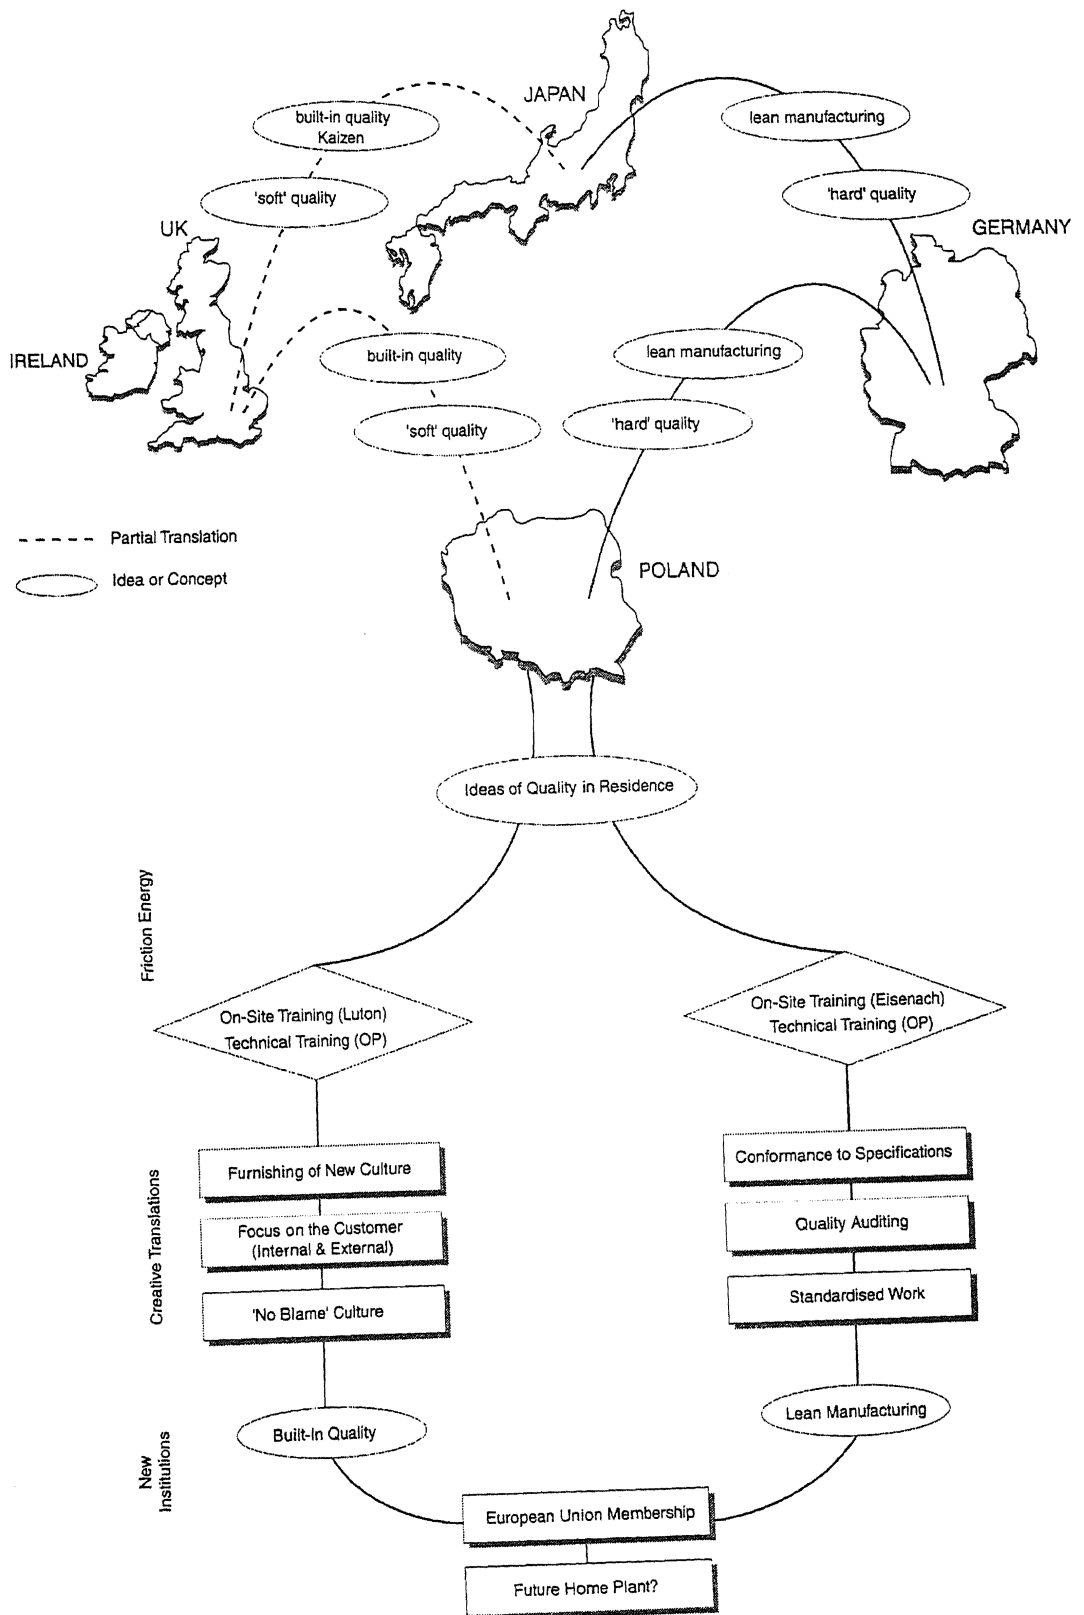 JAPAN
built-in quality
Kaizen
lean manufacturing
'soft' quality
'hard' quality
UK
GERMANY
IRELAND
built-in quality
lean manufacturing
'soft' quality
'hard' quality
Partial Translation
Idea or Concept
POLAND
Ideas of Quality in Residence
Friction Energy
On-Site Training (Luton)
Technical Training (OP)
On-Site Training (Eisenach)
Technical Training (OP)
Creative Translations
Furnishing of New Culture
Focus on the Customer
(Internal & External)
'No Blame' Culture
Conformance to Specifications
Quality Auditing
Standardised Work
New
Institutions
Built-In Quality
Lean Manufacturing
European Union Membership
Future Home Plant?